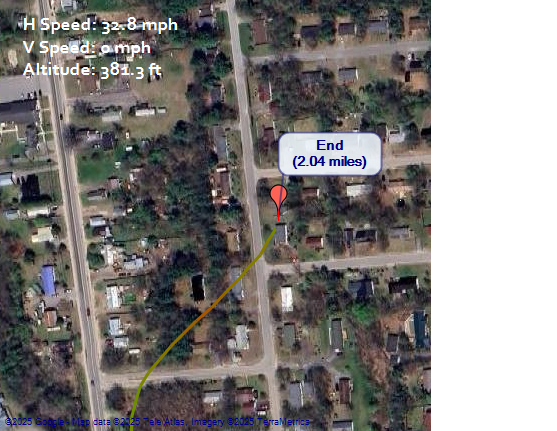 H Speed: 32.8 mph
V Speed: 0 mph
Altitude: 381.3 ft
End
(2.04 miles)
©2025 Google - Map data ©2025 Tele Atlas, Imagery ©2025 TerraMetrics